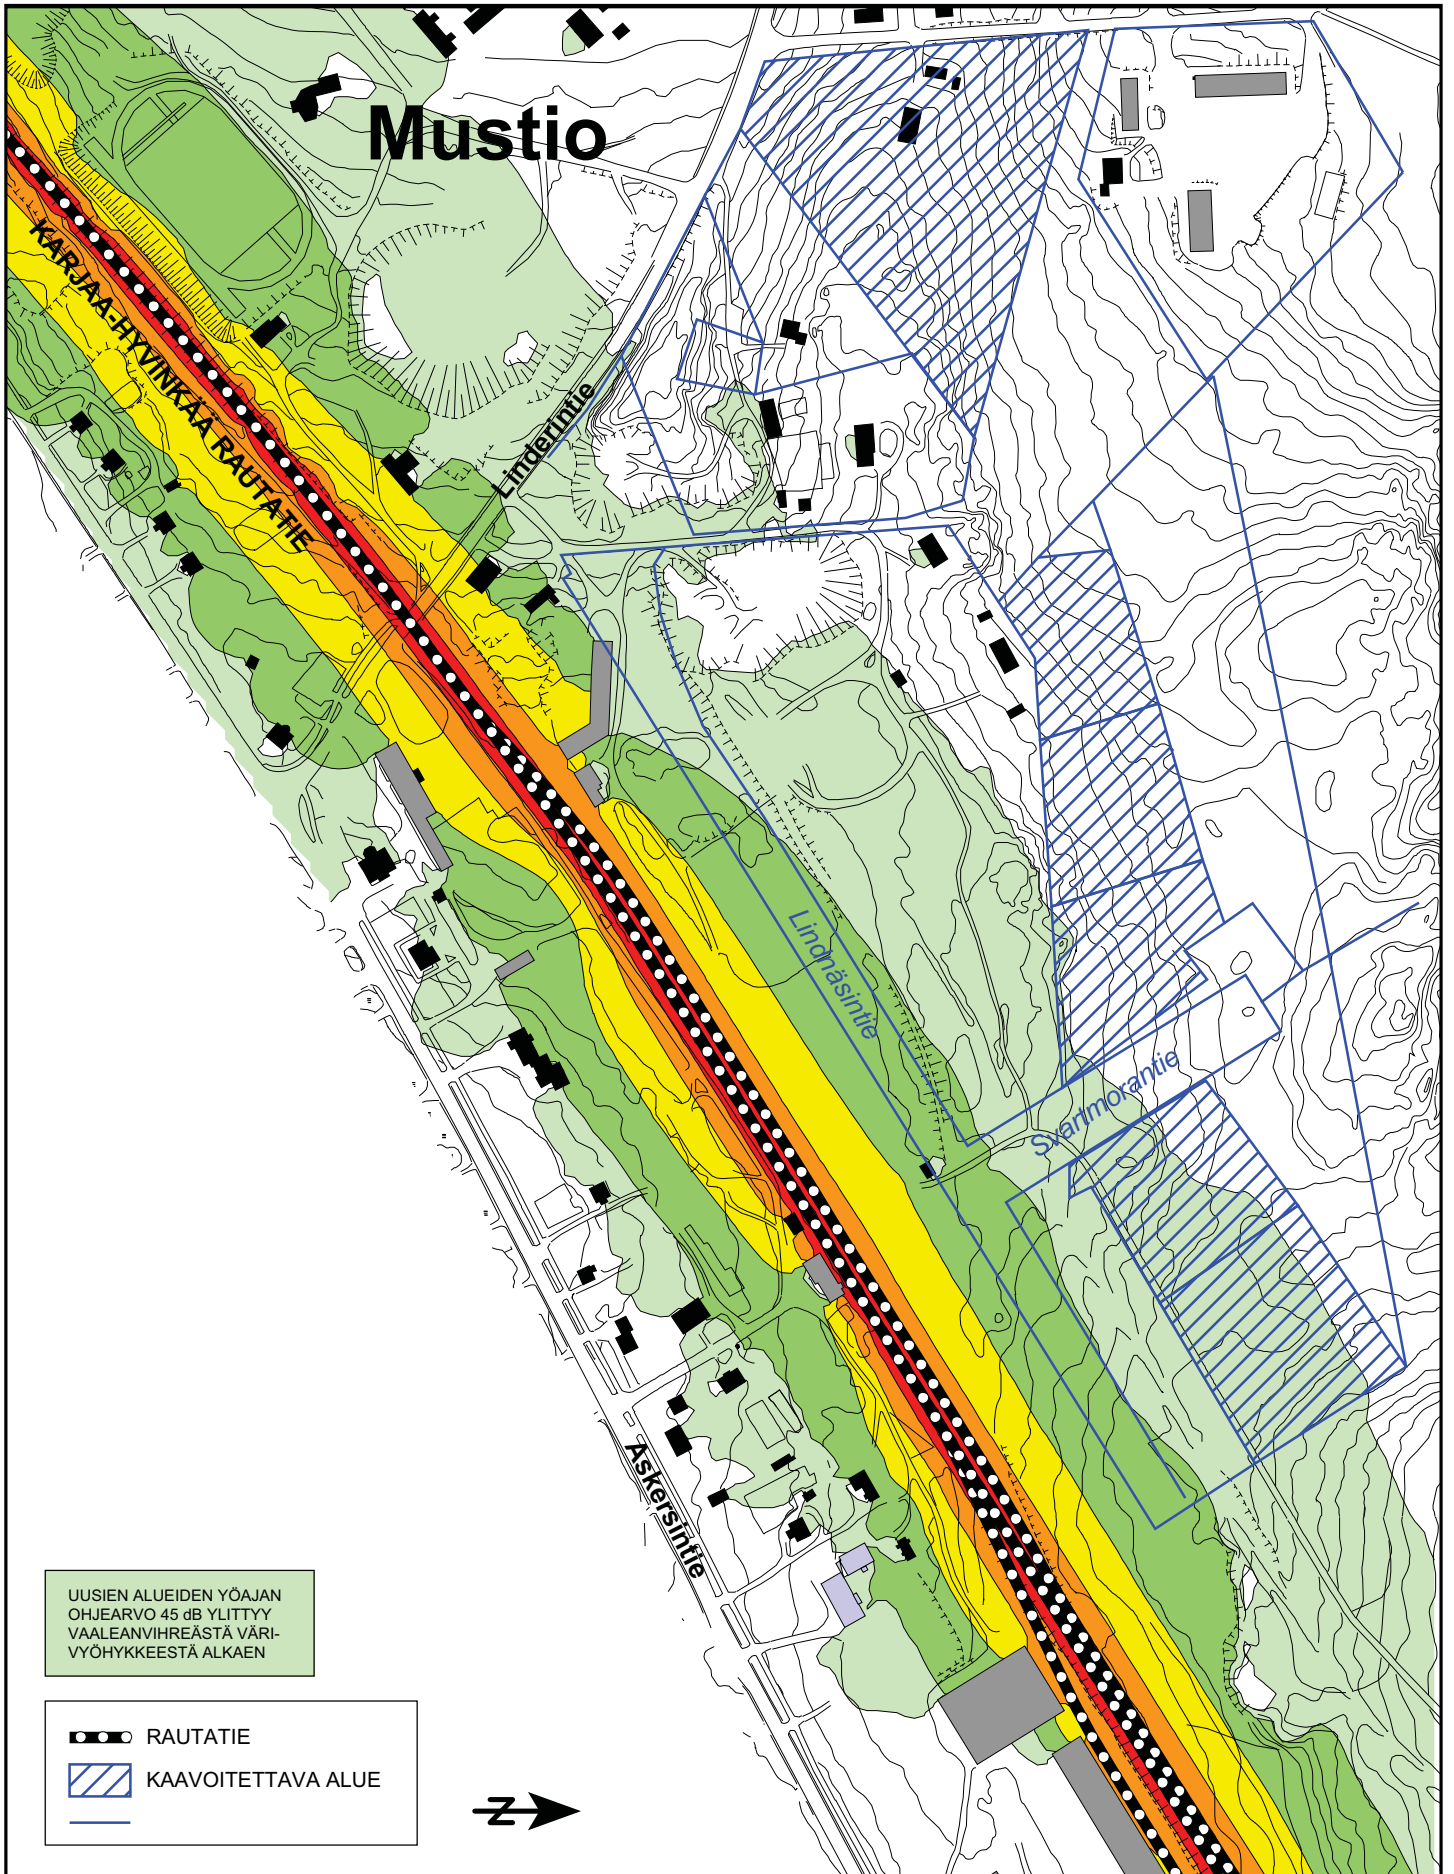 Mustio
KARJAA-HYVINKÄÄ RAUTATIE
Linderintie
Lindnäsintie
Svartmorantie
Askersintie
UUSIEN ALUEIDEN YÖAJAN
OHJEARVO 45 dB YLITTYY
VAALEANVIHREÄSTÄ VÄRI-
VYÖHYKKEESTÄ ALKAEN
RAUTATIE
KAAVOITETTAVA ALUE
N